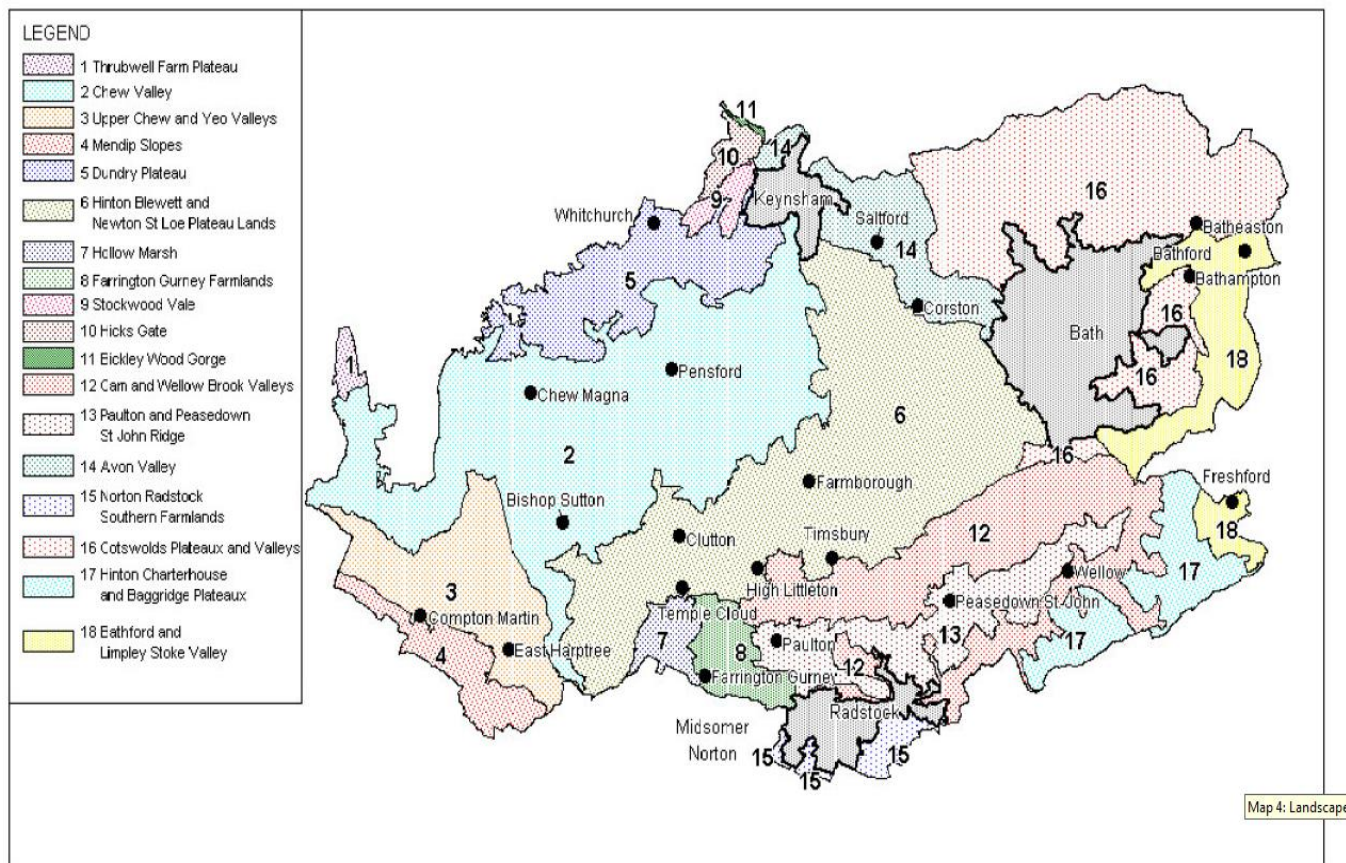 LEGEND
1 Thrubwell Farm Plateau
2 Chew Valley
3 Upper Chew and Yeo Valleys
4 Mendip Slopes
5 Dundry Plateau
6 Hinton Blewett and
Newton St Loe Plateau Lands
7 Hollow Marsh
8 Farrington Gurney Farmlands
9 Stockwood Vale
10 Hicks Gate
11 Bickley Wood Gorge
12 Cam and Wellow Brook Valleys
13 Paulton and Peasedown
St John Ridge
14 Avon Valley
15 Norton Radstock
Southern Farmlands
16 Cotswolds Plateaux and Valleys
17 Hinton Charterhouse
and Baggridge Plateaux
18 Bathford and
Limpley Stoke Valley
11
10
14
9
Keynsham
16
Whitchurch
Saltford
14
Batheaston
Bathford
Bathampton
5
Corston
16
Bath
18
1
Pensford
16
Chew Magna
6
2
16
Farmborough
Freshford
Bishop Sutton
12
18
Clutton
Timsbury
17
Wellow
High Littleton
3
Temple Cloud
Peasedown St John
Compton Martin
7
8
Paulton
13
17
East Harptree
4
12
Farrington Gurney
Radstock
Midsomer
Norton
15
15
15
Map 4: Landscape